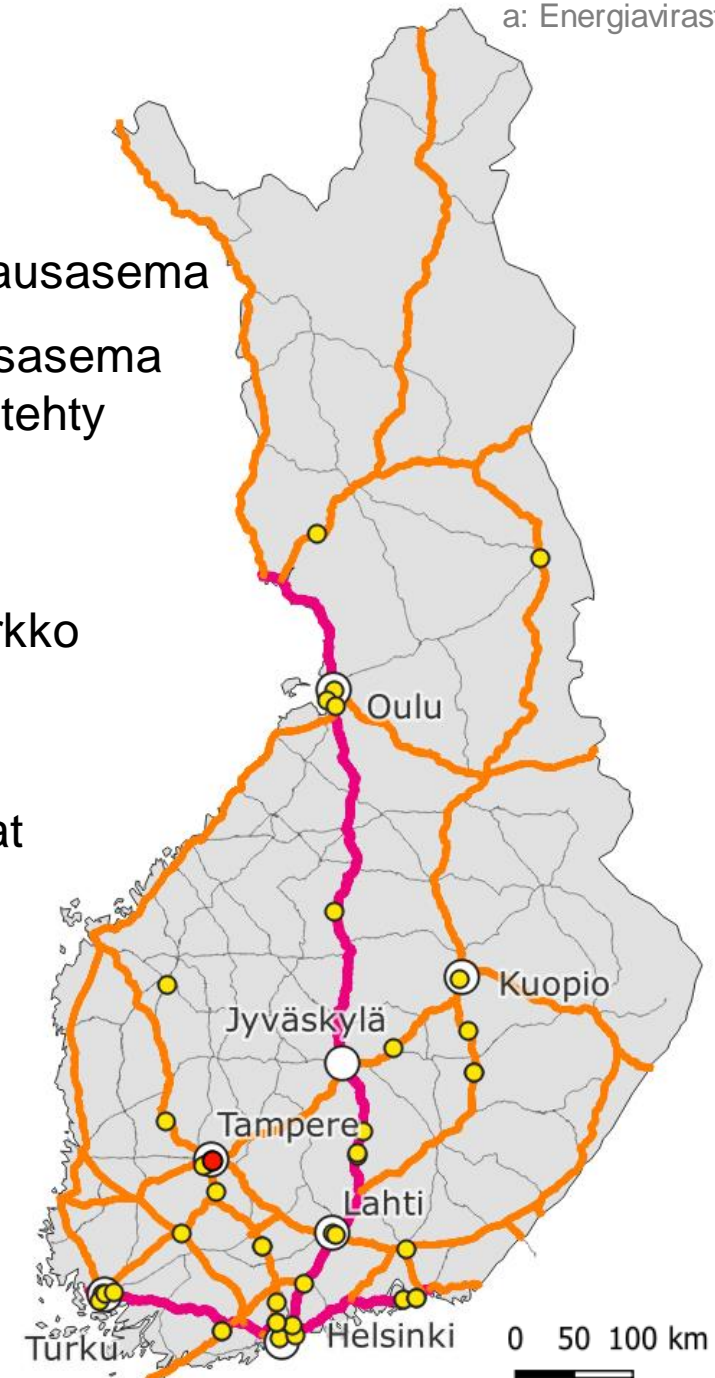 a: Energiavirast
ausasema
sasema
tehty
rkko
Oulu
at
Kuopio
Jyväskylä
Tampere
Lahti
Turku
Helsinki
0 50 100 km